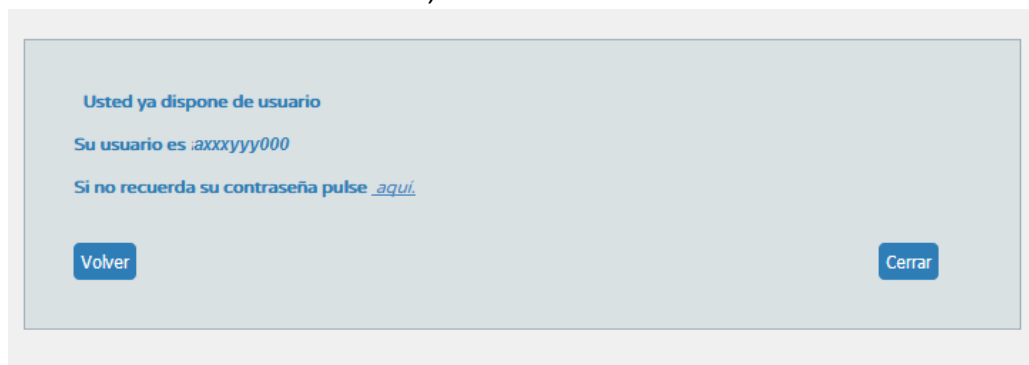 Usted ya dispone de usuario
Su usuario es axxxyyy000
Si no recuerda su contraseña pulse aquí.
Volver
Cerrar